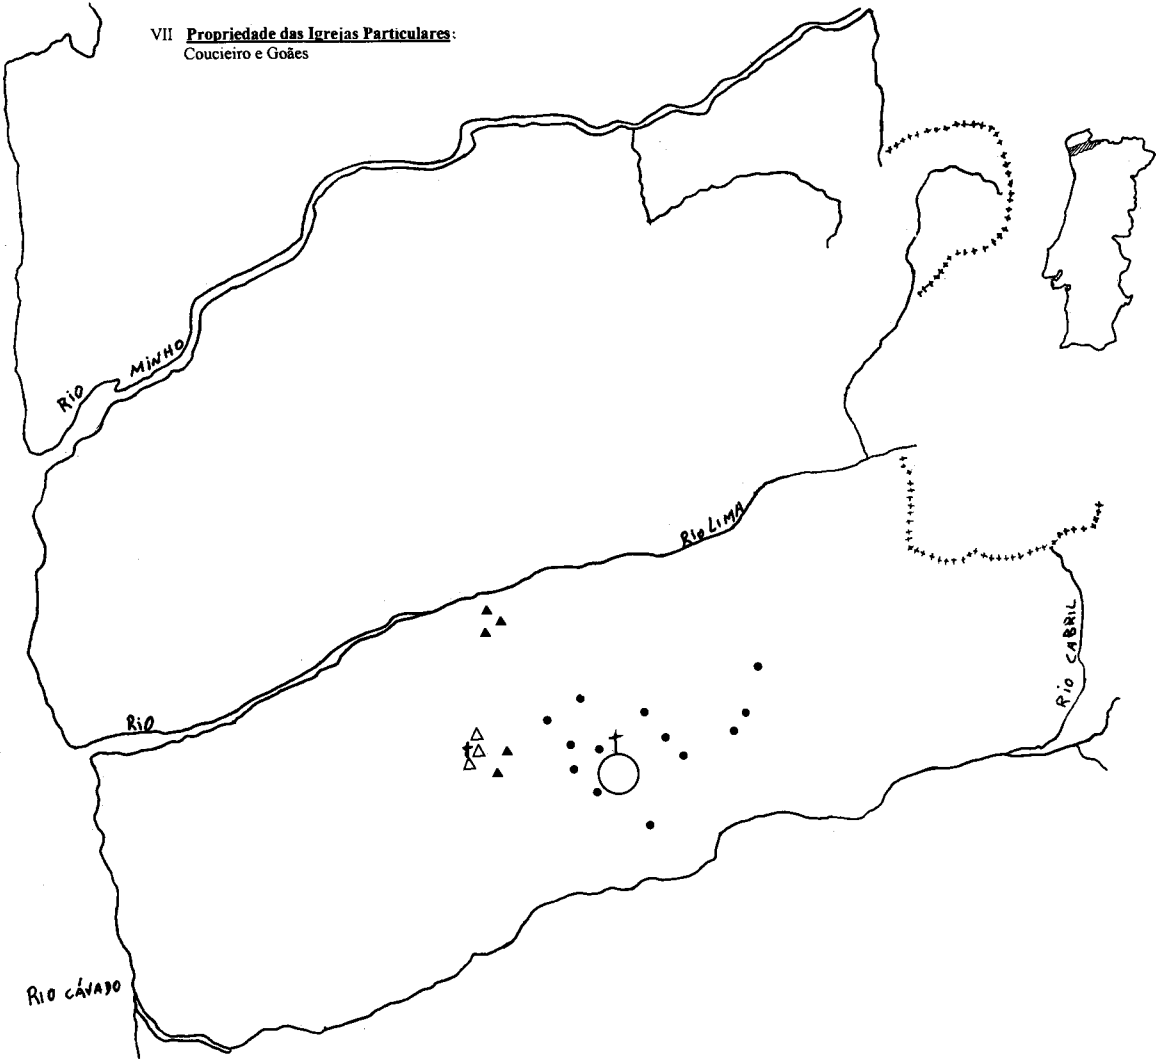 VII Propriedade das Igrejas Particulares:
Coucieiro e Goães
RIO MINHO
RIO LIMA
RIO CABRIL
RIO
RIO CÁVADO